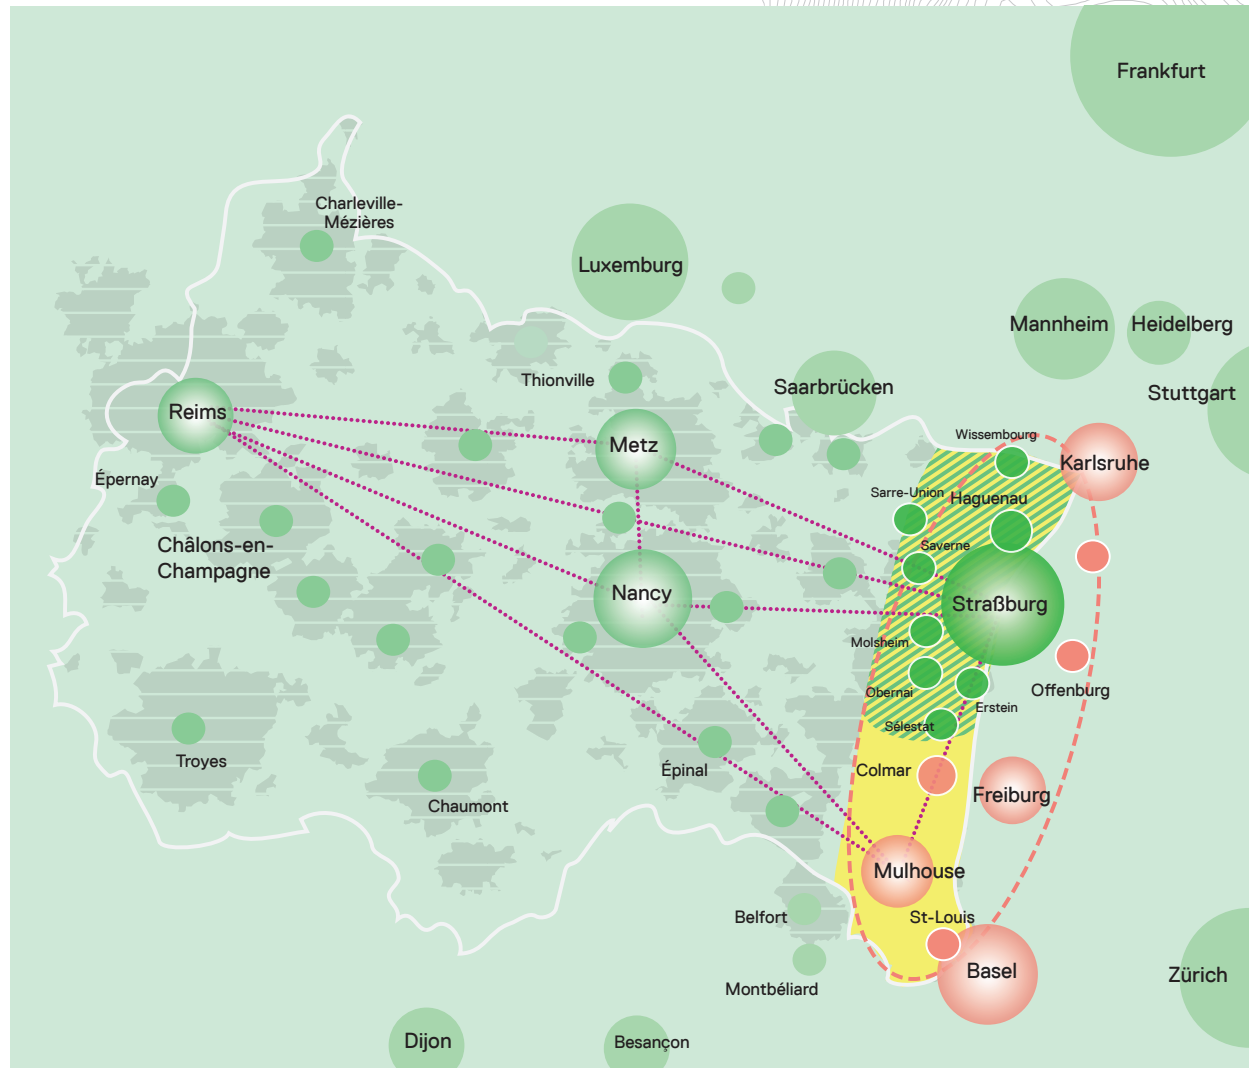 Frankfurt
Charleville-
Mézières
Luxemburg
Mannheim
Heidelberg
Thionville
Saarbrücken
Stuttgart
Reims
Metz
Wissembourg
Karlsruhe
Épernay
Sarre-Union
Haguenau
Châlons-en-
Champagne
Saverne
Nancy
Straßburg
Molsheim
Obernai
Offenburg
Erstein
Sélestat
Troyes
Épinal
Colmar
Chaumont
Freiburg
Mulhouse
Belfort
St-Louis
Montbéliard
Basel
Zürich
Dijon
Besançon